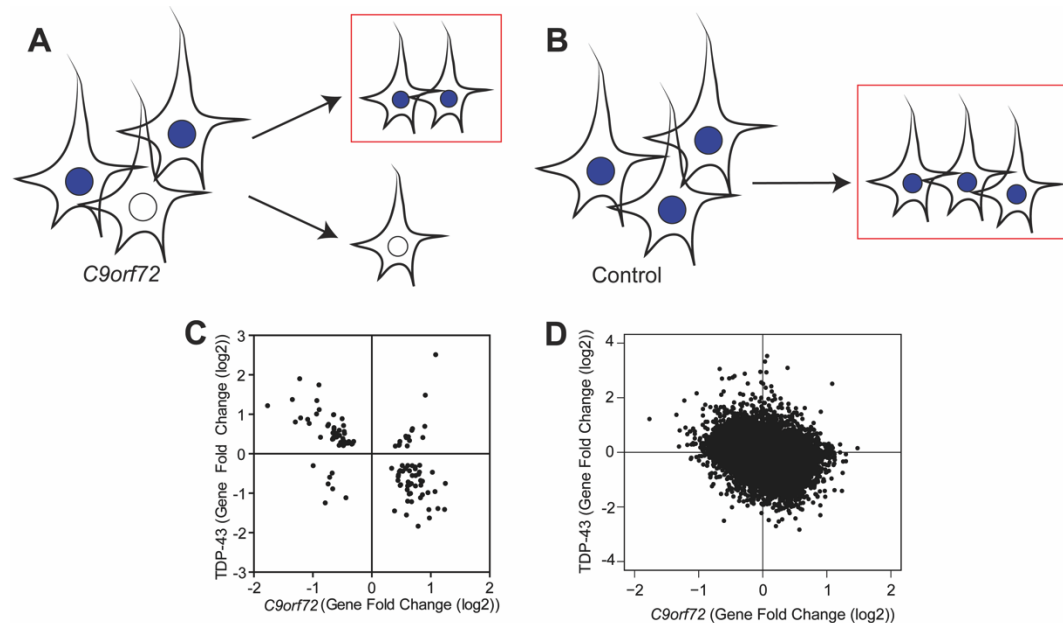 A
B
C9orf72
Control
C
TDP-43 (Gene Fold Change (log2))
3
2
1
0
-1
-2
-3
-2
-1
0
1
2
C9orf72 (Gene Fold Change (log2))
D
TDP-43 (Gene Fold Change (log2))
4
2
0
−2
−4
−2
−1
0
1
2
C9orf72 (Gene Fold Change (log2))